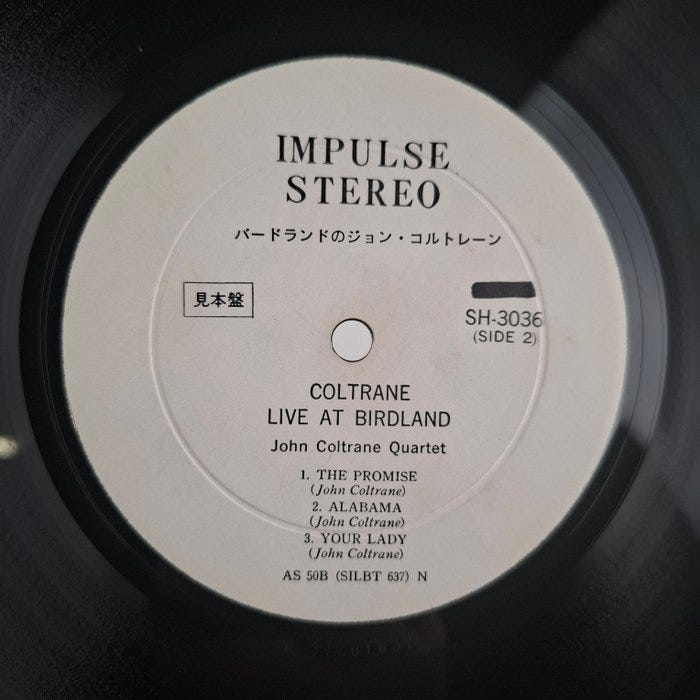 IMPULSE
STEREO
バードランドのジョン・コルトレーン
見本盤
SH-3036
(SIDE 2)
COLTRANE
LIVE AT BIRDLAND
John Coltrane Quartet
1. THE PROMISE
(John Coltrane)
2. ALABAMA
(John Coltrane)
3. YOUR LADY
(John Coltrane)
AS 50B (SILBT 637) N